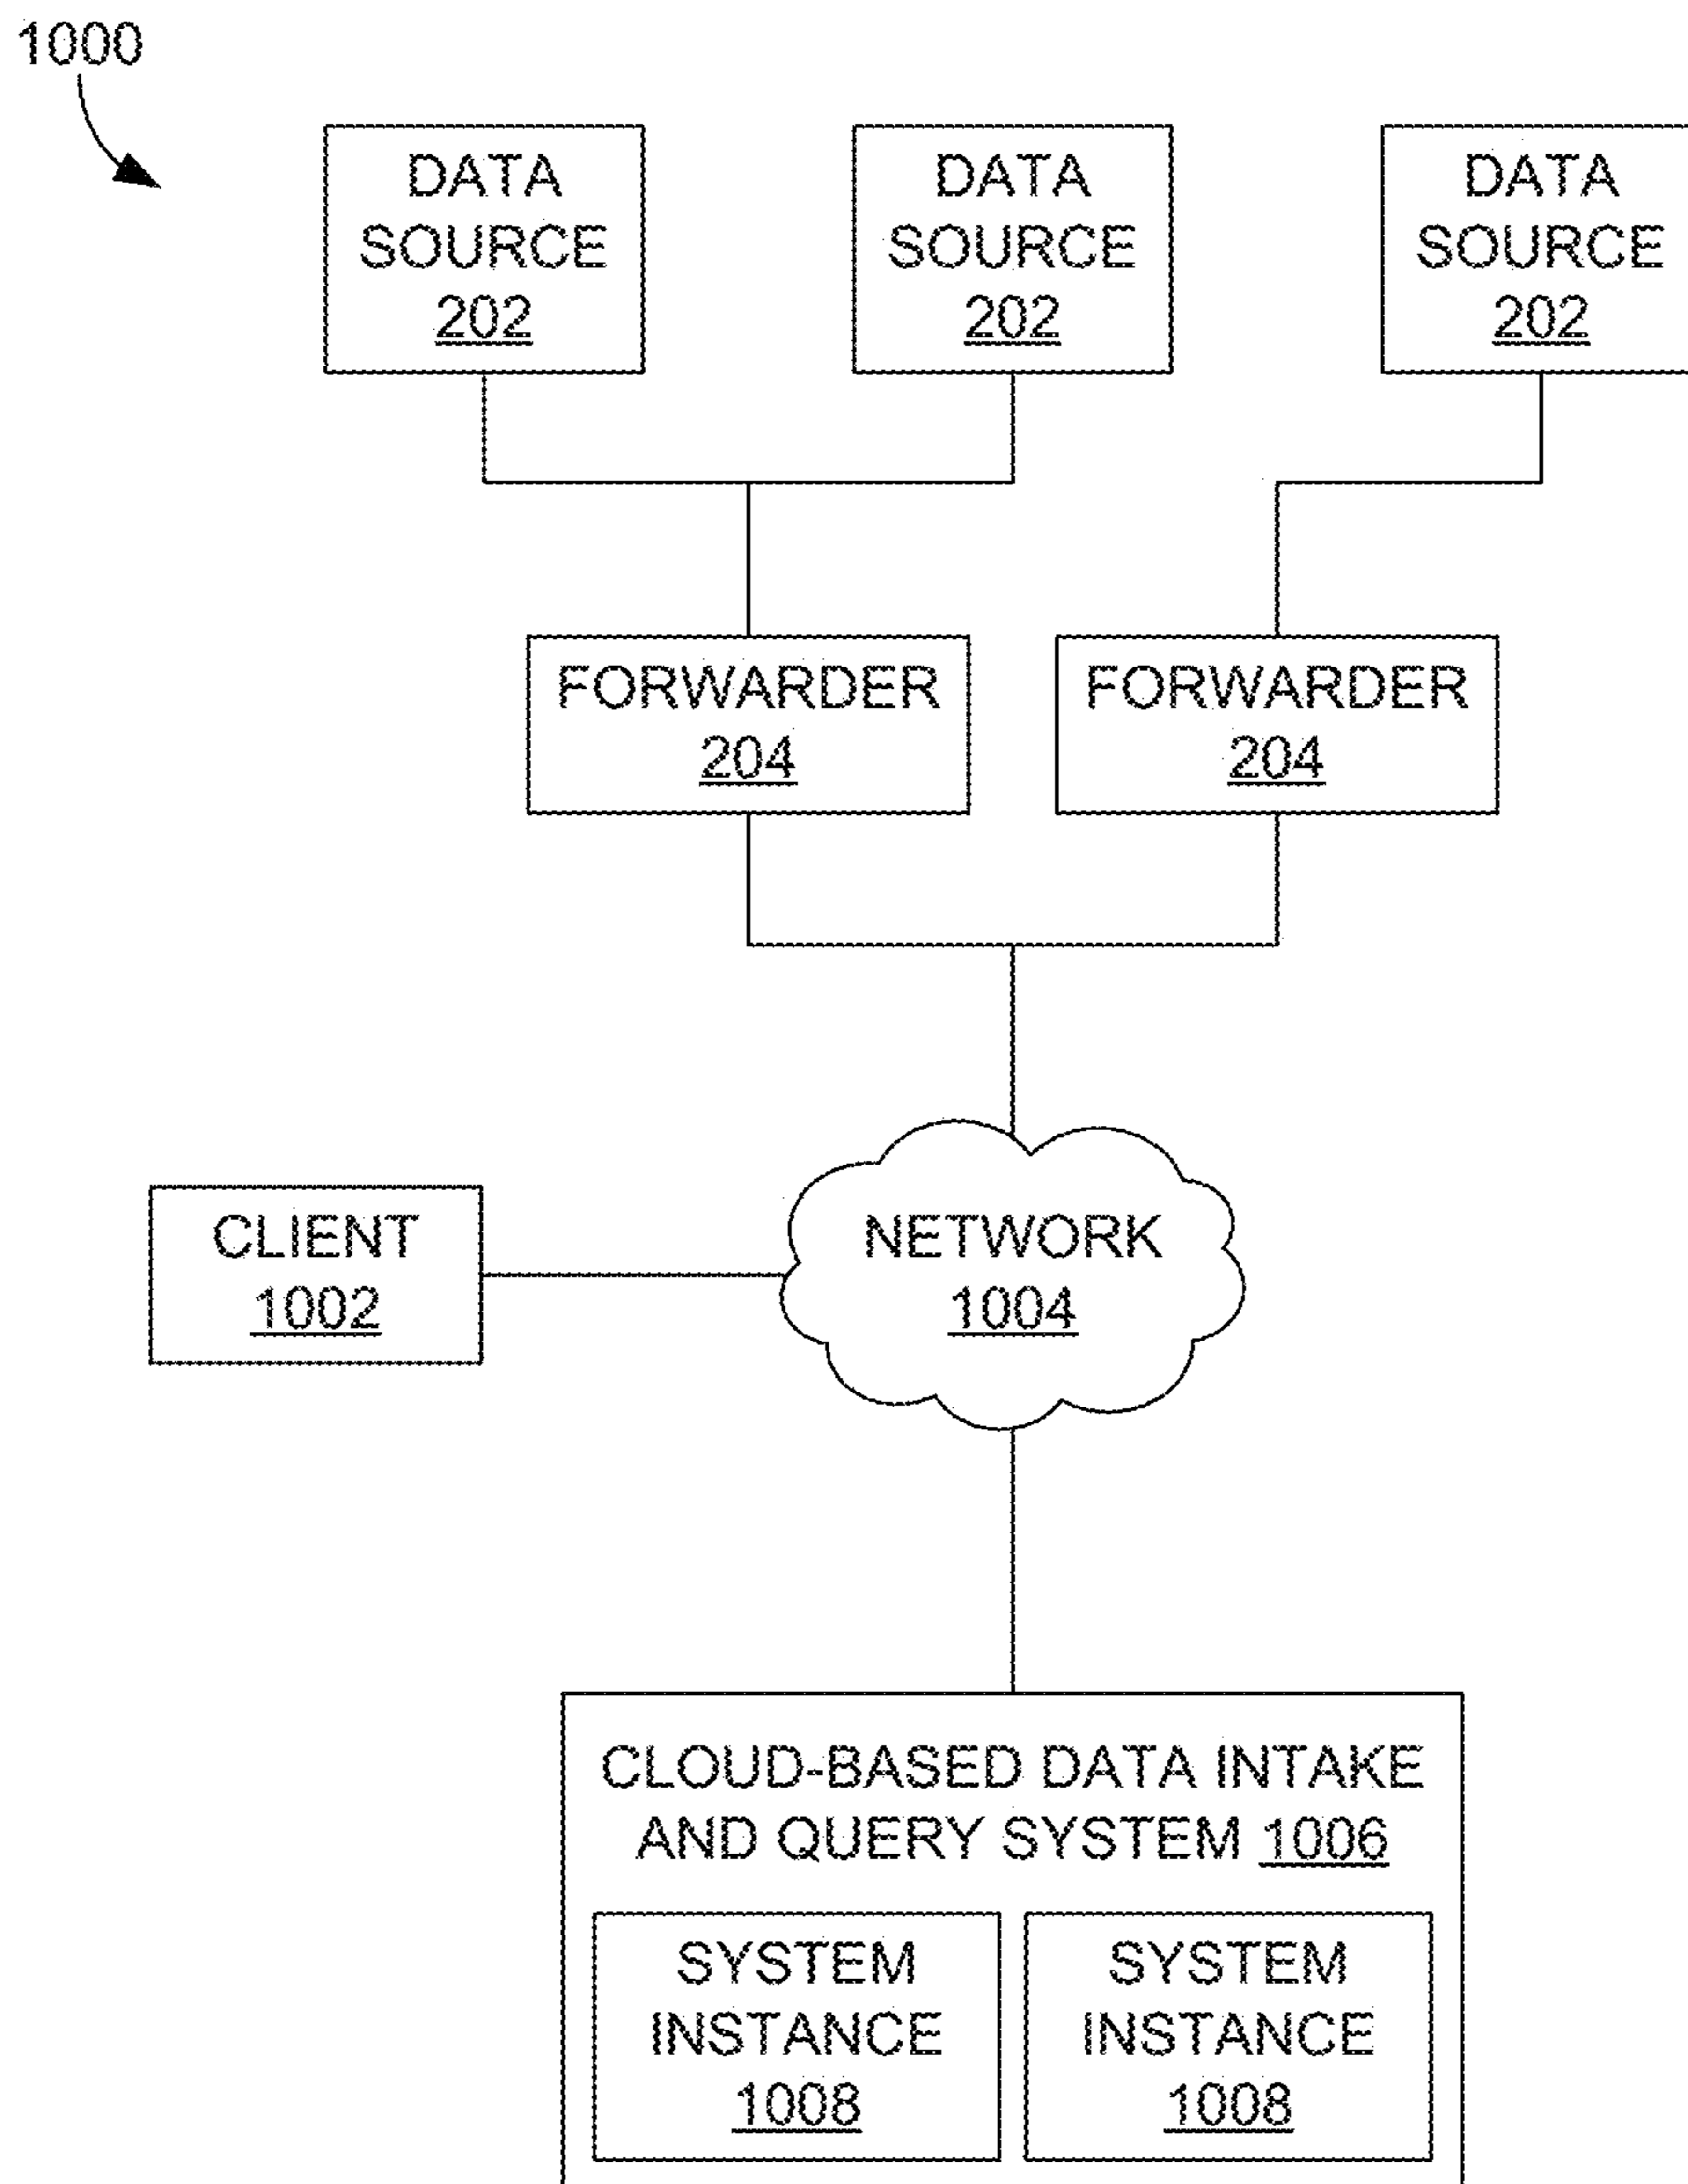 1000
DATA
SOURCE
202
DATA
SOURCE
202
DATA
SOURCE
202
FORWARDER
204
FORWARDER
204
CLIENT
1002
NETWORK
1004
CLOUD-BASED DATA INTAKE
AND QUERY SYSTEM 1006
SYSTEM
INSTANCE
1008
SYSTEM
INSTANCE
1008